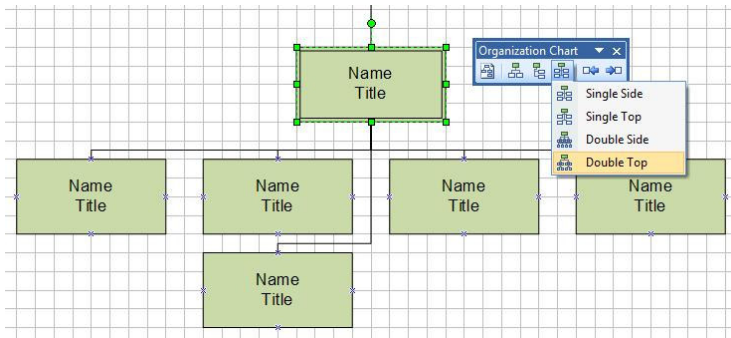 Organization Chart
Name
Title
Single Side
Single Top
Double Side
Double Top
Name
Title
Name
Title
Name
Title
Name
Title
Name
Title